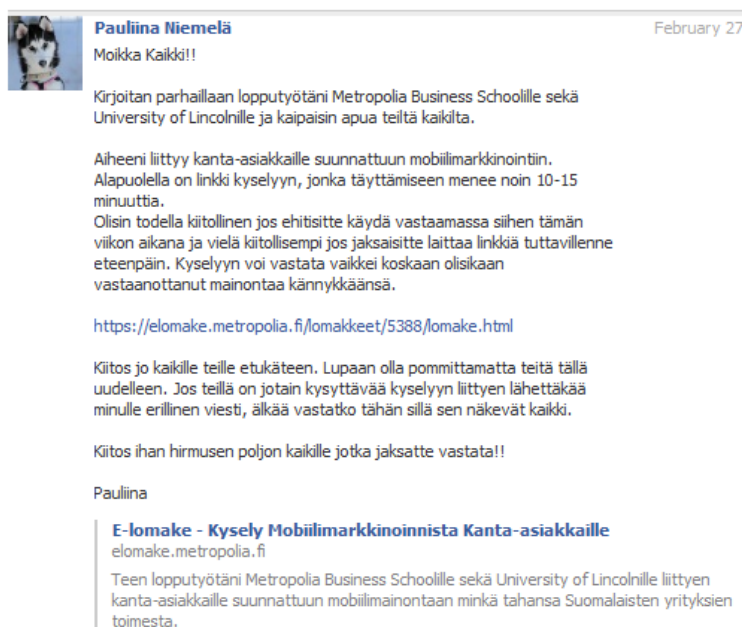 Pauliina Niemelä
February 27
Moikka Kaikki!!
Kirjoitan parhaillaan lopputyötäni Metropolia Business Schoolille sekä
University of Lincolnille ja kaipaisin apua teiltä kaikilta.
Aiheeni liittyy kanta-asiakkaille suunnattuun mobiilimarkkinointiin.
Alapuolella on linkki kyselyyn, jonka täyttämiseen menee noin 10-15
minuuttia.
Olisin todella kiitollinen jos ehitisitte käydä vastaamassa siihen tämän
viikon aikana ja vielä kiitollisempi jos jaksaisitte laittaa linkkiä tuttavillenne
eteenpäin. Kyselyyn voi vastata vaikkei koskaan olisikaan
vastaanottanut mainontaa kännykkäänsä.
https://elomake.metropolia.fi/lomakkeet/5388/lomake.html
Kiitos jo kaikille teille etukäteen. Lupaan olla pommittamatta teitä tällä
uudelleen. Jos teillä on jotain kysyttävää kyselyyn liittyen lähettäkää
minulle erillinen viesti, älkää vastatko tähän sillä sen näkevät kaikki.
Kiitos ihan hirmusen poljon kaikille jotka jaksatte vastata!!
Pauliina
E-lomake - Kysely Mobiilimarkkinoinnista Kanta-asiakkaille
elomake.metropolia.fi
Teen lopputyötäni Metropolia Business Schoolille sekä University of Lincolnille liittyen
kanta-asiakkaille suunnattuun mobiilimainontaan minkä tahansa Suomalaisten yrityksien
toimesta.